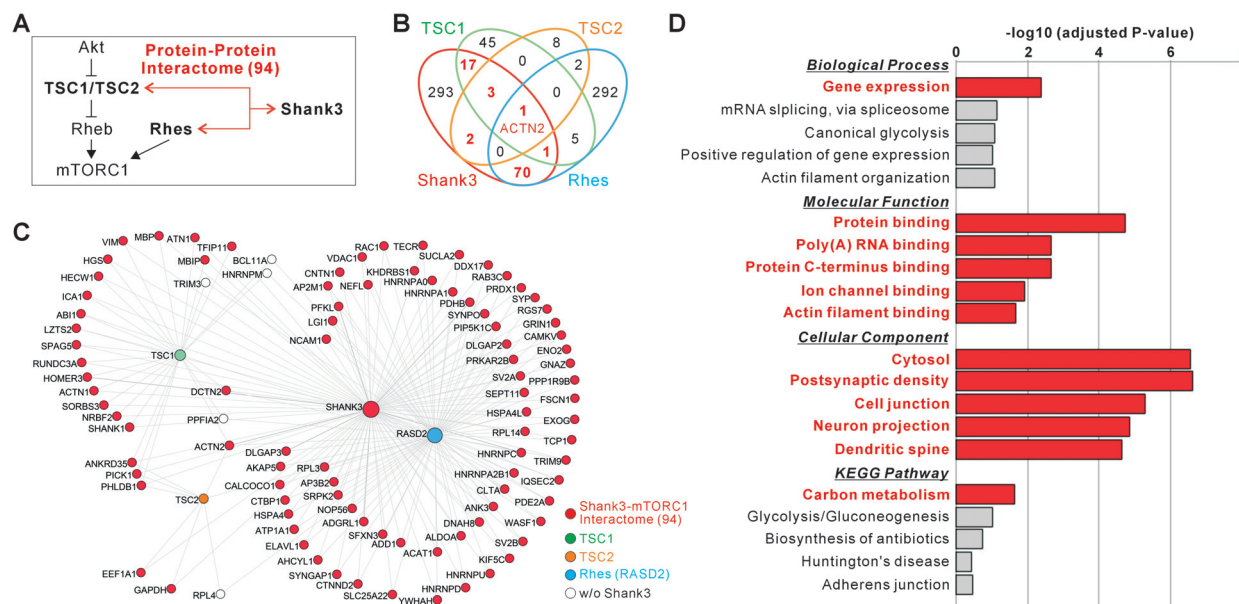 A
Akt
Protein-Protein
Interactome (94)
TSC1/TSC2
Shank3
Rheb
Rhes
mTORC1
B
TSC1
TSC2
45
8
17
0
2
293
3
0
292
1
ACTN2
2
0
1
5
70
Shank3
Rhes
C
VIM
MBP
ATN1
TFIP11
HGS
MBIP
BCL11A
HNRNPM
HECW1
TRIM3
ICA1
ABI1
LZTS2
SPAG5
TSC1
RUNDC3A
HOMER3
ACTN1
DCTN2
SORBS3
NRBF2
PPFIA2
SHANK1
ACTN2
ANKRD35
PICK1
PHLDB1
TSC2
EEF1A1
GAPDH
RPL4
RAC1
TECR
VDAC1
SUCLA2
CNTN1
KHDRBS1
DDX17
AP2M1
NEFL
HNRNPA0
RAB3C
HNRNPA1
PRDX1
PFKL
PDHB
SYP
LGI1
SYNPO
RGS7
NCAM1
PIP5K1C
GRIN1
CAMKV
DLGAP2
ENO2
PRKAR2B
GNAZ
SV2A
PPP1R9B
SEPT11
FSCN1
SHANK3
HSPA4L
EXOG
RASD2
RPL14
TCP1
HNRNPC
TRIM9
DLGAP3
AKAP5
RPL3
HNRNPA2B1
IQSEC2
CALCOCO1
AP3B2
CLTA
PDE2A
CTBP1
SRPK2
ANK3
WASF1
HSPA4
NOP56
DNAH8
ATP1A1
ADGRL1
SV2B
ELAVL1
SFXN3
ADD1
ALDOA
KIF5C
AHCYL1
ACAT1
HNRNPU
SYNGAP1
HNRNPD
CTNND2
YWHAH
SLC25A22
Shank3-mTORC1
Interactome (94)
TSC1
TSC2
Rhes (RASD2)
w/o Shank3
D
-log10 (adjusted P-value)
0 2 4 6 8
Biological Process
Gene expression
mRNA slplicing, via spliceosome
Canonical glycolysis
Positive regulation of gene expression
Actin filament organization
Molecular Function
Protein binding
Poly(A) RNA binding
Protein C-terminus binding
Ion channel binding
Actin filament binding
Cellular Component
Cytosol
Postsynaptic density
Cell junction
Neuron projection
Dendritic spine
KEGG Pathway
Carbon metabolism
Glycolysis/Gluconeogenesis
Biosynthesis of antibiotics
Huntington's disease
Adherens junction